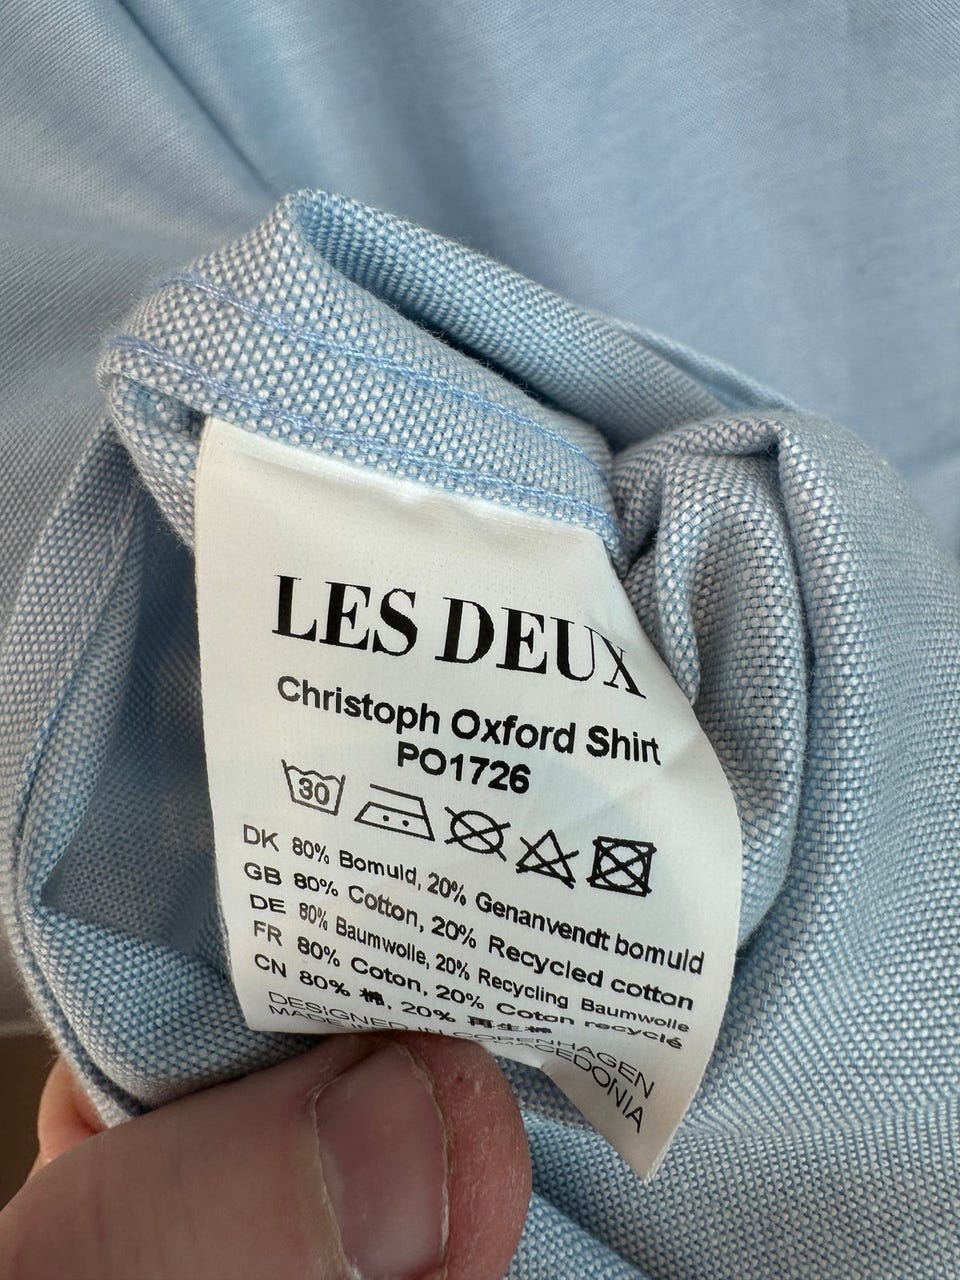 LES DEUX
Christoph Oxford Shirt
PO1726
30
DK 80% Bomuld, 20% Genanvendt bomuld
GB 80% Cotton, 20% Recycled cotton
DE 80% Baumwolle, 20% Recycling Baumwolle
FR 80% Coton, 20% Coton recyclé
CN 80% 棉, 20% 再生棉
DESIGNED IN COPENHAGEN
MADE IN MACEDONIA